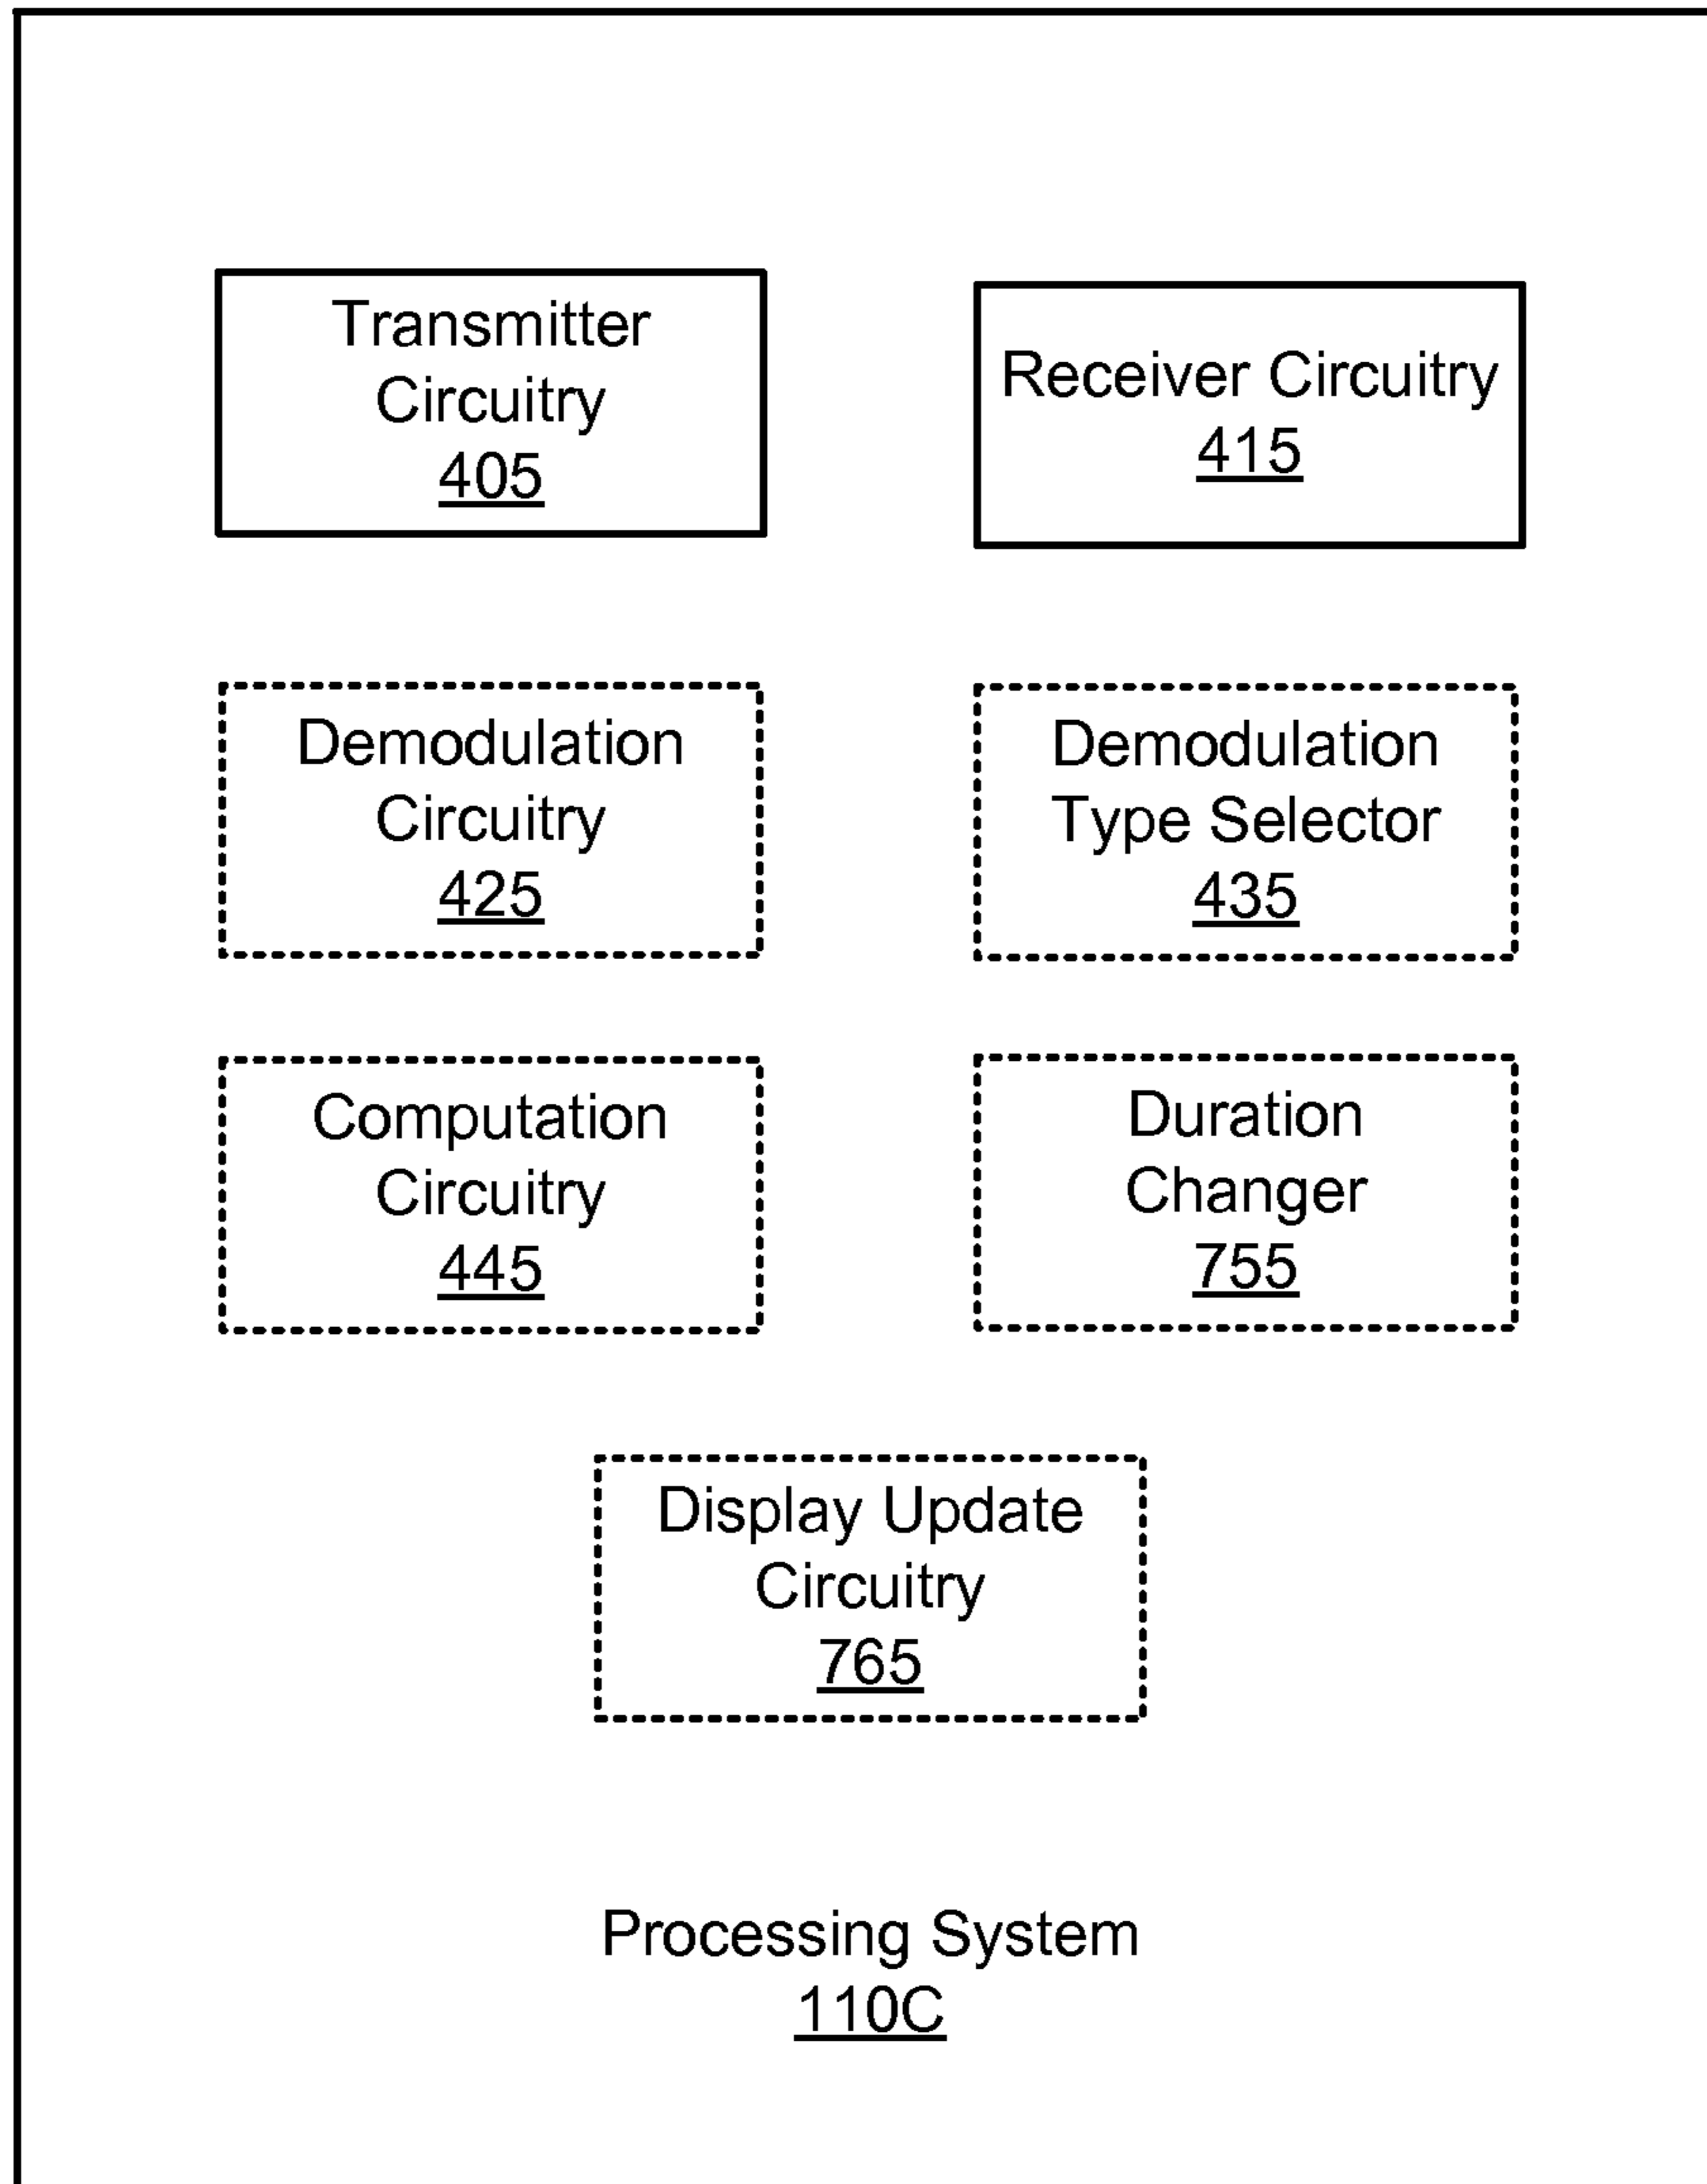 Transmitter
Circuitry
405
Receiver Circuitry
415
Demodulation
Circuitry
425
Demodulation
Type Selector
435
Computation
Circuitry
445
Duration
Changer
755
Display Update
Circuitry
765
Processing System
110C